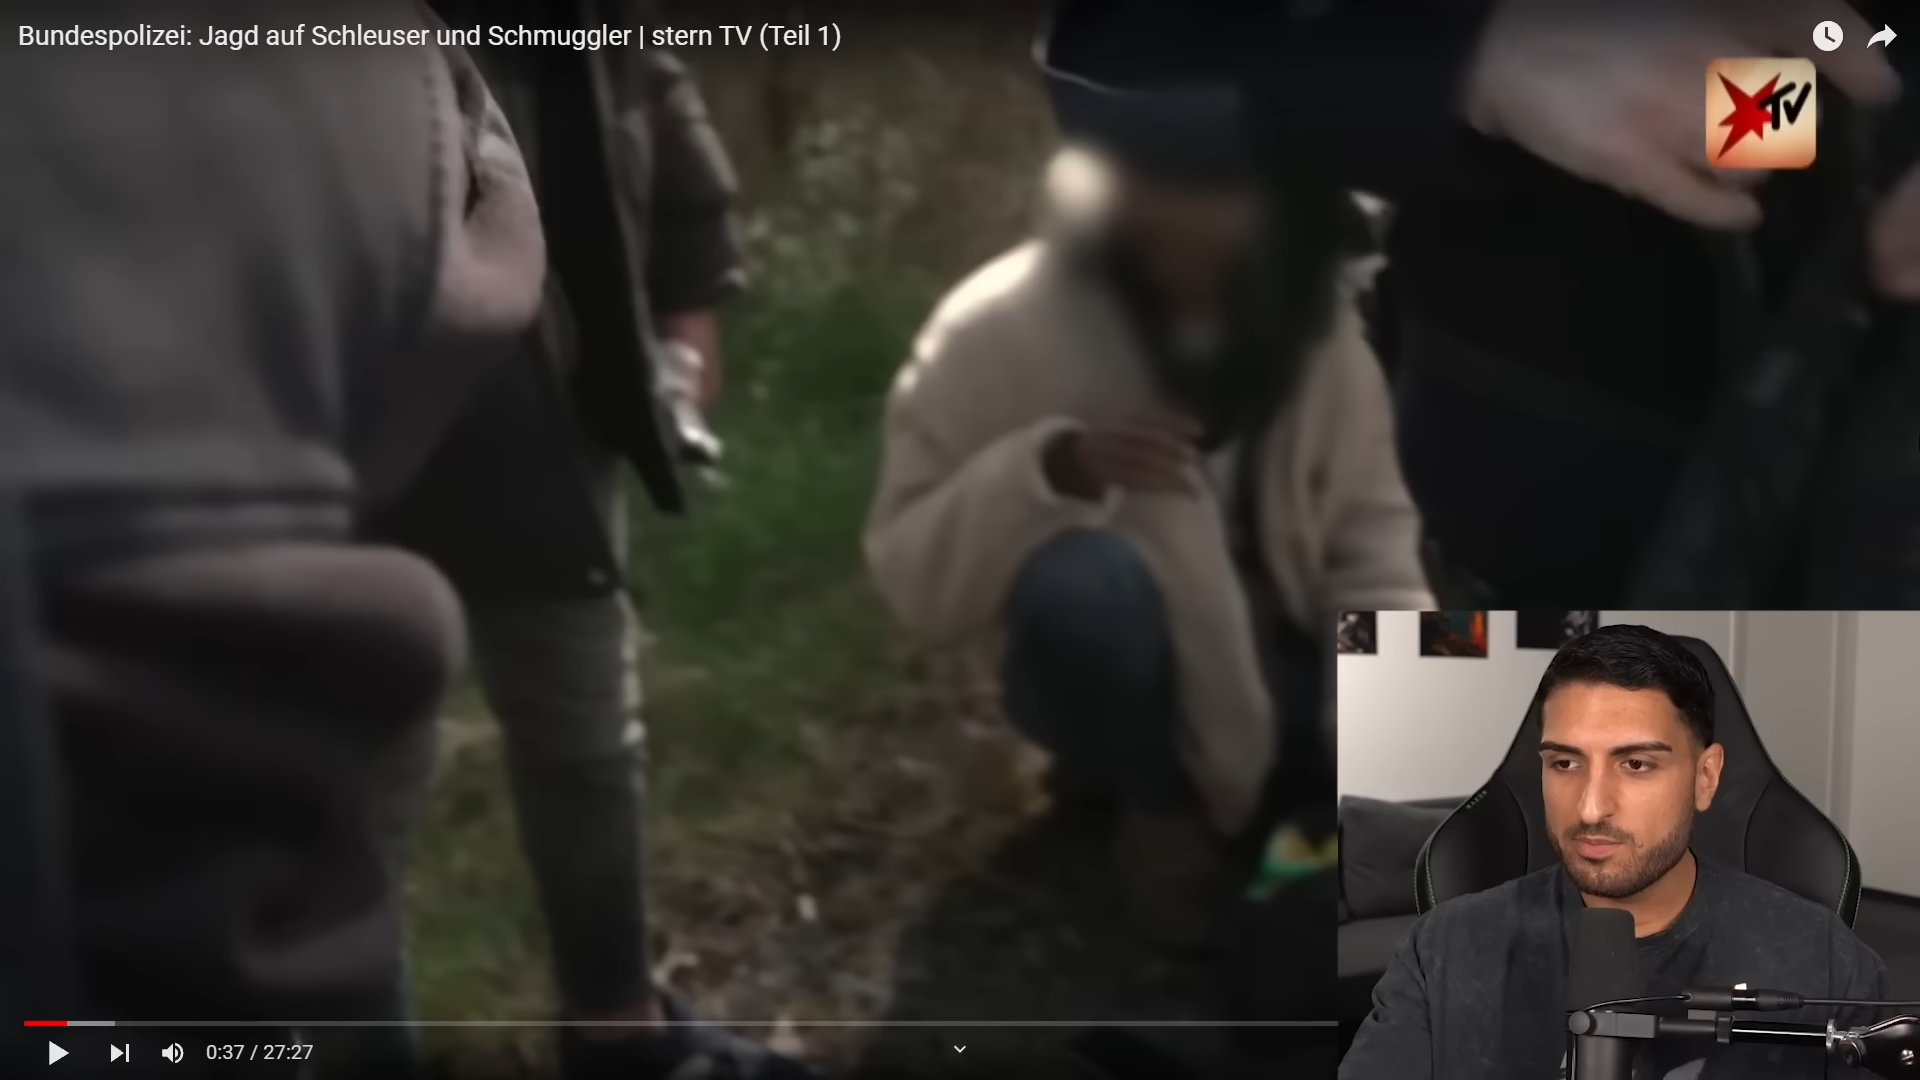 Bundespolizei: Jagd auf Schleuser und Schmuggler | stern TV (Teil 1)
TV
0:37 / 27:27